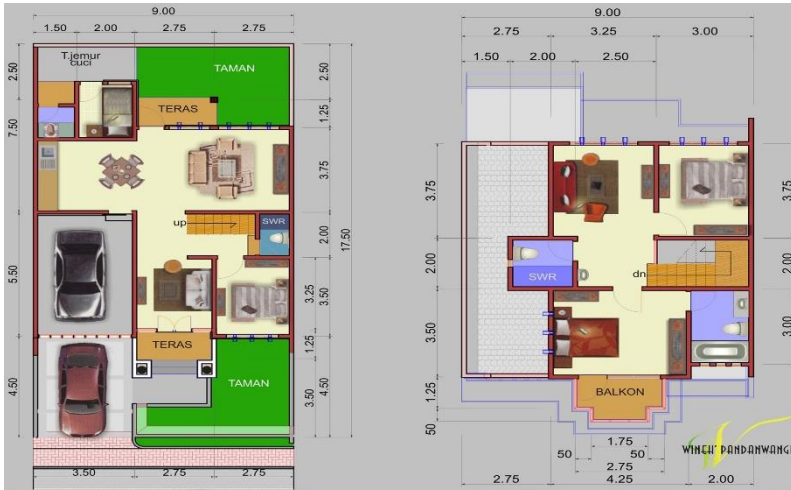 9.00
1.50 2.00 2.75 2.75
2.50
7.50
5.50
4.50
T.jemur
cuci
TAMAN
TERAS
up
SWR
TERAS
TAMAN
2.50
1.25
3.75
2.00
3.25
3.50
1.25
3.50
4.50
17.50
3.50 2.75 2.75
9.00
2.75 3.25 3.00
1.50 2.00 2.50
3.75
2.00
3.50
1.25
50
SWR
dn
BALKON
3.75
2.00
3.00
1.75
50 50
2.75
2.75 4.25 2.00
WINEH PANDANWANGI